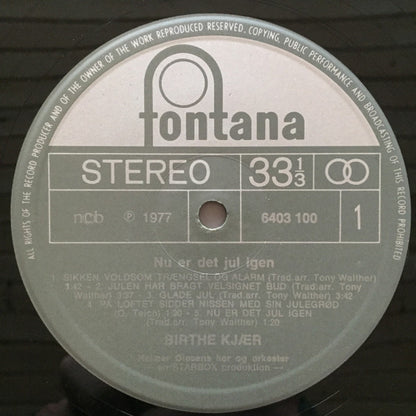 ALL RIGHTS OF THE RECORD PRODUCER AND OF THE OWNER OF THE WORK REPRODUCED RESERVED. COPYING, PUBLIC PERFORMANCE AND BROADCASTING OF THIS RECORD PROHIBITED
fontana
STEREO 33 1/3
ncb ℗ 1977 6403 100 1
Nu er det jul igen
1. SIKKEN VOLDSOM TRÆNGSEL OG ALARM (Trad.arr. Tony Walther)
1:42 - 2. JULEN HAR BRAGT VELSIGNET BUD (Trad.arr. Tony
Walther) 3:57 - 3. GLADE JUL (Trad.arr. Tony Walther) 3:42
4. PÅ LOFTET SIDDER NISSEN MED SIN JULEGRØD
(O. Teich) 1:30 - 5. NU ER DET JUL IGEN
(Trad.arr. Tony Walther) 1:20
BIRTHE KJÆR
Holmer Olesens kor og orkester
- en STARBOX produktion -